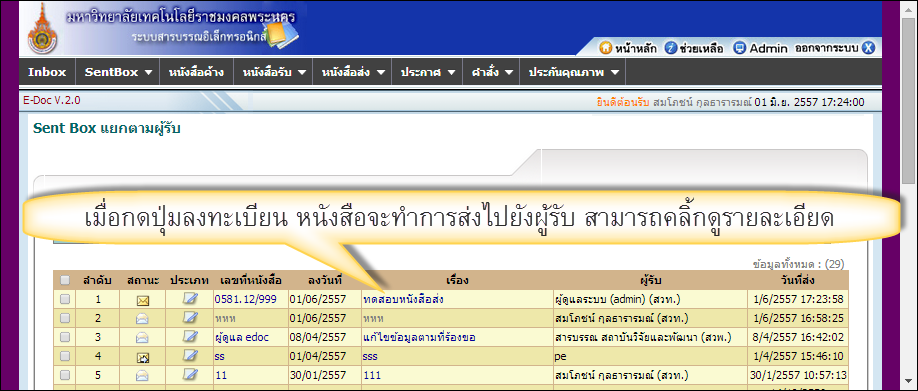 มหาวิทยาลัยเทคโนโลยีราชมงคลพระนคร
ระบบสารบรรณอิเล็กทรอนิกส์
หน้าหลัก ช่วยเหลือ Admin ออกจากระบบ
Inbox SentBox หนังสือค้าง หนังสือรับ หนังสือส่ง ประกาศ คำสั่ง ประกันคุณภาพ
E-Doc V.2.0
ยินดีต้อนรับ สมโภชน์ กุลธารารมณ์ 01 มิ.ย. 2557 17:24:00
Sent Box แยกตามผู้รับ
เมื่อกดปุ่มลงทะเบียน หนังสือจะทำการส่งไปยังผู้รับ สามารถคลิ้กดูรายละเอียด
ข้อมูลทั้งหมด : (29)
ลำดับ สถานะ ประเภท เลขที่หนังสือ ลงวันที่ เรื่อง ผู้รับ วันที่ส่ง
1 0581.12/999 01/06/2557 ทดสอบหนังสือส่ง ผู้ดูแลระบบ (admin) (สวท.) 1/6/2557 17:23:58
2 หหห 01/06/2557 หหห สมโภชน์ กุลธารารมณ์ (สวท.) 1/6/2557 16:58:25
3 ผู้ดูแล edoc 08/04/2557 แก้ไขข้อมูลตามที่ร้องขอ สารบรรณ สถาบันวิจัยและพัฒนา (สวพ.) 8/4/2557 16:42:02
4 ss 01/04/2557 sss pe 1/4/2557 15:46:10
5 11 30/01/2557 111 สมโภชน์ กุลธารารมณ์ (สวท.) 30/1/2557 10:57:13